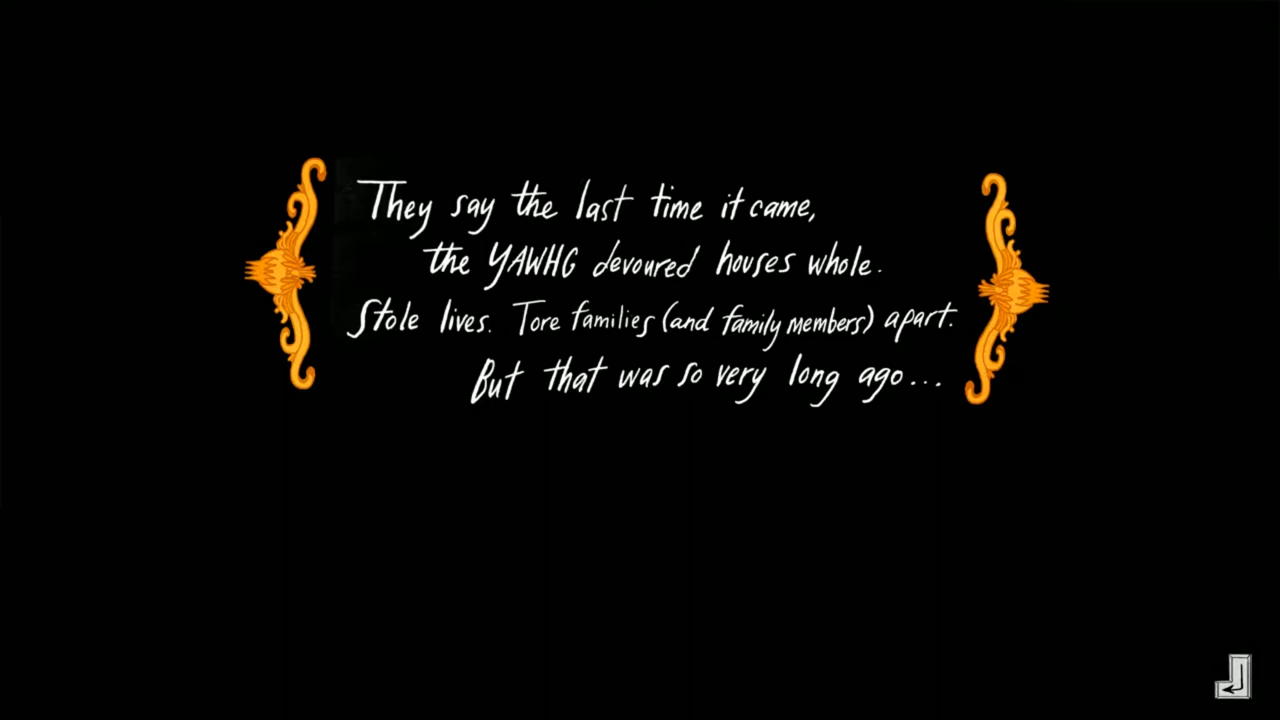 They say the last time it came,
the YAWHG devoured houses whole.
Stole lives. Tore families (and family members) apart.
But that was so very long ago...